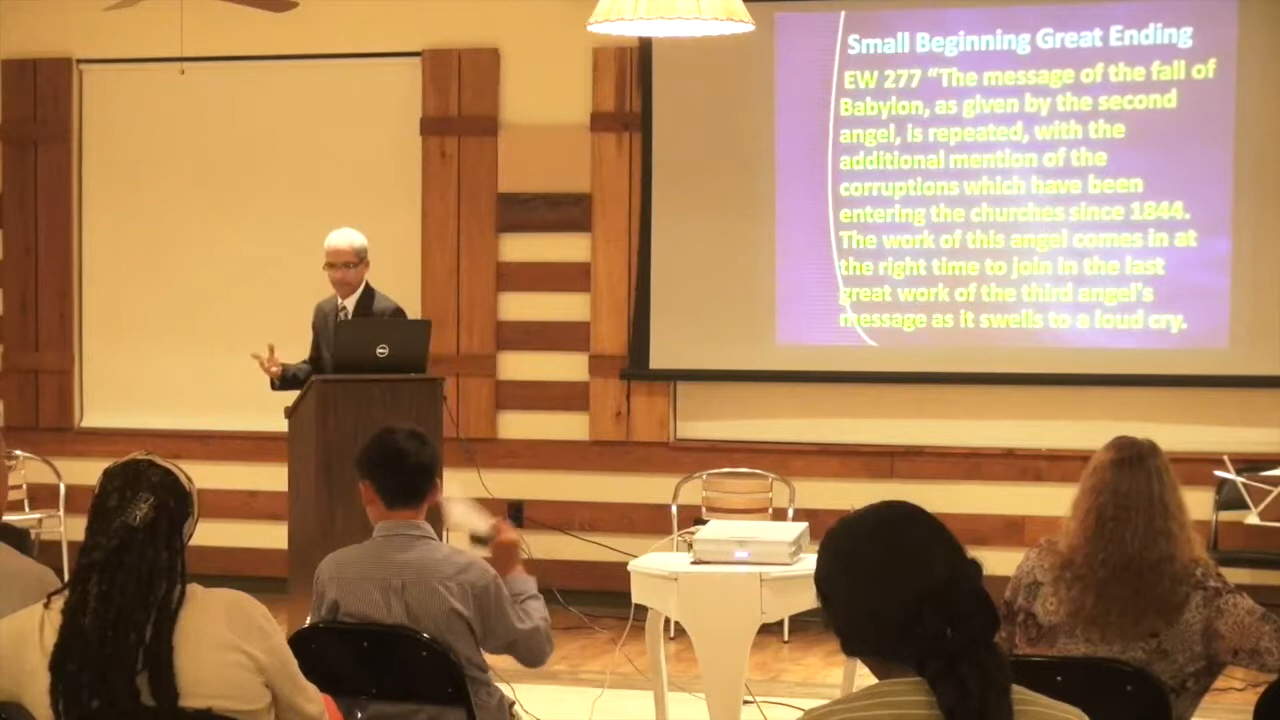 Small Beginning Great Ending
EW 277 “The message of the fall of
Babylon, as given by the second
angel, is repeated, with the
additional mention of the
corruptions which have been
entering the churches since 1844.
The work of this angel comes in at
the right time to join in the last
great work of the third angel's
message as it swells to a loud cry.
DELL